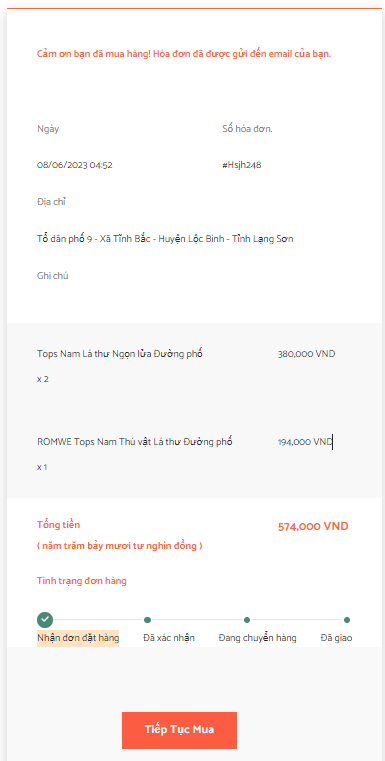 Cảm ơn bạn đã mua hàng! Hóa đơn đã được gửi đến email của bạn.
Ngày
Số hóa đơn.
08/06/2023 04:52
#Hsjh248
Địa chỉ
Tổ dân phố 9 - Xã Tĩnh Bắc - Huyện Lộc Bình - Tỉnh Lạng Sơn
Ghi chú
Tops Nam Lá thư Ngọn lửa Đường phố
380,000 VND
x 2
ROMWE Tops Nam Thú vật Lá thư Đường phố
194,000 VND
x 1
Tổng tiền
574,000 VND
( năm trăm bảy mươi tư nghìn đồng )
Tình trạng đơn hàng
Nhận đơn đặt hàng
Đã xác nhận
Đang chuyển hàng
Đã giao
Tiếp Tục Mua